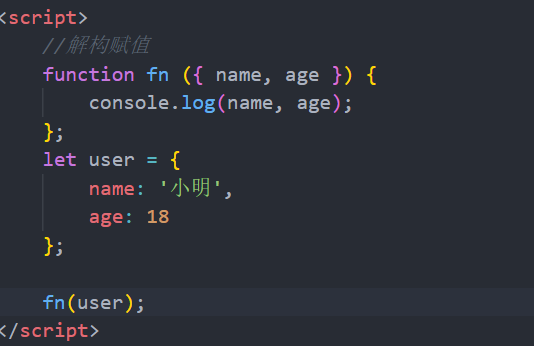 <script>
//解构赋值
function fn ({ name, age }) {
console.log(name, age);
};
let user = {
name: '小明',
age: 18
};
fn(user);
</script>